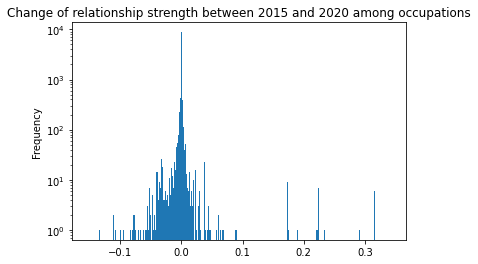 Change of relationship strength between 2015 and 2020 among occupations
Frequency
10⁴
10³
10²
10¹
10⁰
−0.1 0.0 0.1 0.2 0.3